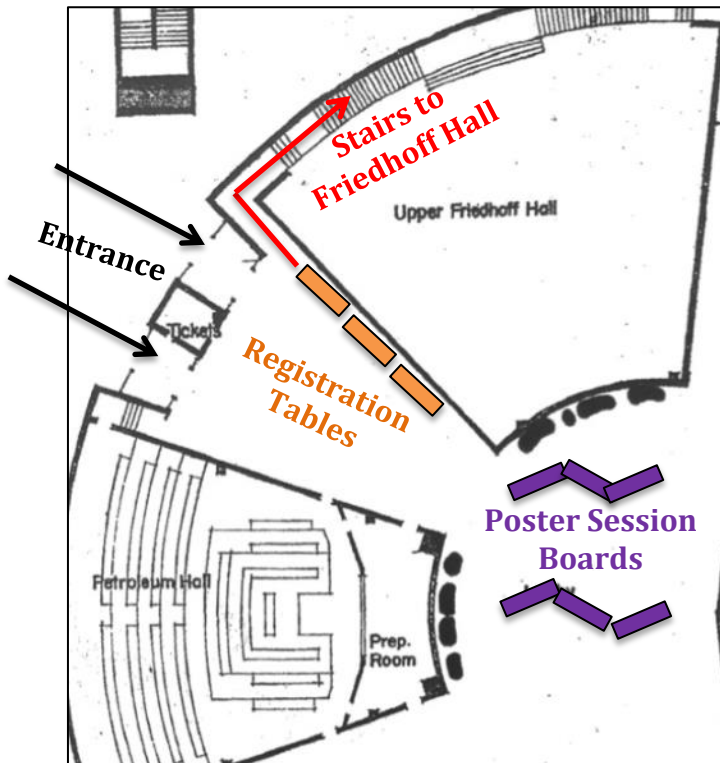 Stairs to
Friedhoff Hall
Upper Friedhoff Hall
Entrance
Tickets
Registration
Tables
Poster Session
Boards
Petroleum Hall
Prep.
Room